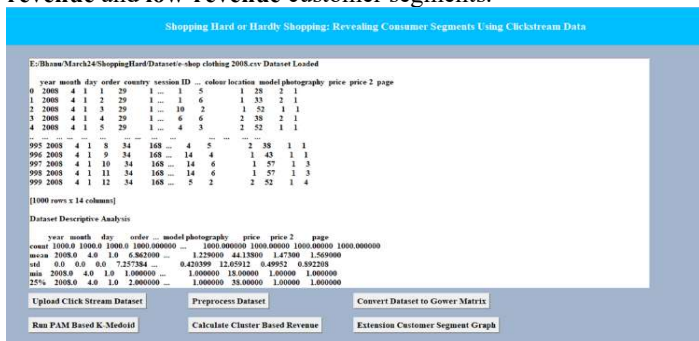 revenue and low-revenue customer segments.
Shopping Hard or Hardly Shopping: Revealing Consumer Segments Using Clickstream Data
E:/Bhanu/March24/ShoppingHard/Dataset/e-shop clothing 2008.csv Dataset Loaded
year month day order country session ID ... colour location model photography price price 2 page
0 2008 4 1 1 29 1 ... 1 5 1 28 2 1
1 2008 4 1 2 29 1 ... 1 6 1 33 2 1
2 2008 4 1 3 29 1 ... 10 2 1 52 1 1
3 2008 4 1 4 29 1 ... 6 6 2 38 2 1
4 2008 4 1 5 29 1 ... 4 3 2 52 1 1
.. ... ... ... ... ... ... ... ... ... ... ... ... ...
995 2008 4 1 8 34 168 ... 4 5 2 38 1 1
996 2008 4 1 9 34 168 ... 14 4 1 43 1 1
997 2008 4 1 10 34 168 ... 14 6 1 57 1 3
998 2008 4 1 11 34 168 ... 14 6 1 57 1 3
999 2008 4 1 12 34 168 ... 5 2 2 52 1 4
[1000 rows x 14 columns]
Dataset Descriptive Analysis
year month day order ... model photography price price 2 page
count 1000.0 1000.0 1000.0 1000.000000 ... 1000.000000 1000.00000 1000.00000 1000.000000
mean 2008.0 4.0 1.0 6.862000 ... 1.229000 44.13800 1.47300 1.569000
std 0.0 0.0 0.0 7.257384 ... 0.420399 12.05912 0.49952 0.892208
min 2008.0 4.0 1.0 1.000000 ... 1.000000 18.00000 1.00000 1.000000
25% 2008.0 4.0 1.0 2.000000 ... 1.000000 38.00000 1.00000 1.000000
Upload Click Stream Dataset Preprocess Dataset Convert Dataset to Gower Matrix
Run PAM Based K-Medoid Calculate Cluster Based Revenue Extension Customer Segment Graph